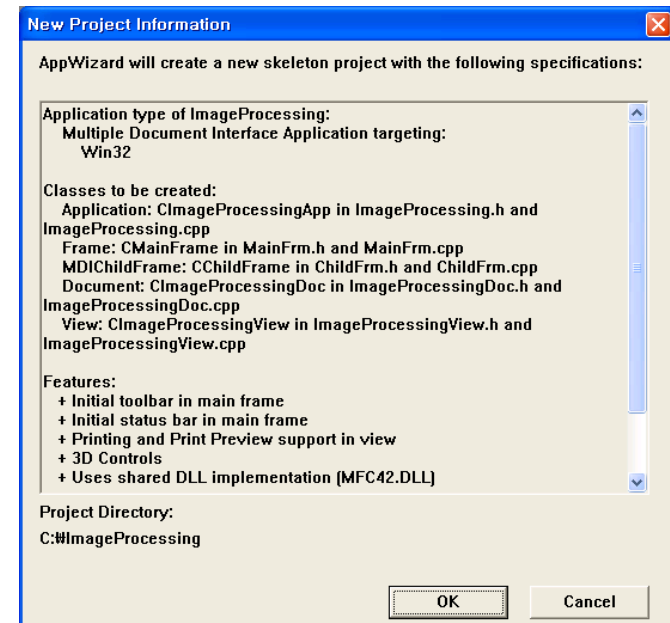 New Project Information
AppWizard will create a new skeleton project with the following specifications:
Application type of ImageProcessing:
Multiple Document Interface Application targeting:
Win32
Classes to be created:
Application: CImageProcessingApp in ImageProcessing.h and
ImageProcessing.cpp
Frame: CMainFrame in MainFrm.h and MainFrm.cpp
MDIChildFrame: CChildFrame in ChildFrm.h and ChildFrm.cpp
Document: CImageProcessingDoc in ImageProcessingDoc.h and
ImageProcessingDoc.cpp
View: CImageProcessingView in ImageProcessingView.h and
ImageProcessingView.cpp
Features:
+ Initial toolbar in main frame
+ Initial status bar in main frame
+ Printing and Print Preview support in view
+ 3D Controls
+ Uses shared DLL implementation (MFC42.DLL)
Project Directory:
C:₩ImageProcessing
OK Cancel